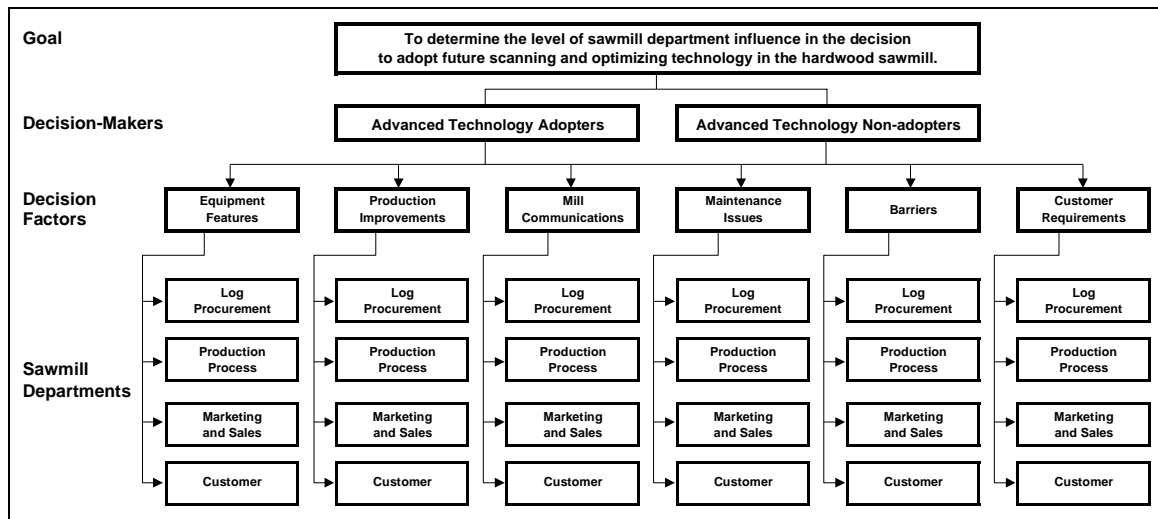 Goal
To determine the level of sawmill department influence in the decision
to adopt future scanning and optimizing technology in the hardwood sawmill.
Decision-Makers
Advanced Technology Adopters
Advanced Technology Non-adopters
Decision
Factors
Equipment
Features
Production
Improvements
Mill
Communications
Maintenance
Issues
Barriers
Customer
Requirements
Sawmill
Departments
Log
Procurement
Log
Procurement
Log
Procurement
Log
Procurement
Log
Procurement
Log
Procurement
Production
Process
Production
Process
Production
Process
Production
Process
Production
Process
Production
Process
Marketing
and Sales
Marketing
and Sales
Marketing
and Sales
Marketing
and Sales
Marketing
and Sales
Marketing
and Sales
Customer
Customer
Customer
Customer
Customer
Customer